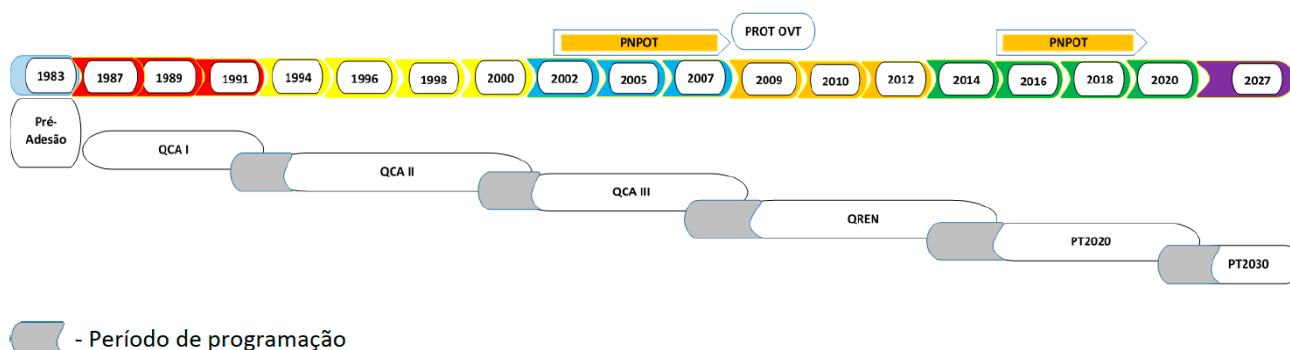 PNPOT
PROT OVT
PNPOT
1983
1987
1989
1991
1994
1996
1998
2000
2002
2005
2007
2009
2010
2012
2014
2016
2018
2020
2027
Pré-
Adesão
QCA I
QCA II
QCA III
QREN
PT2020
PT2030
- Período de programação